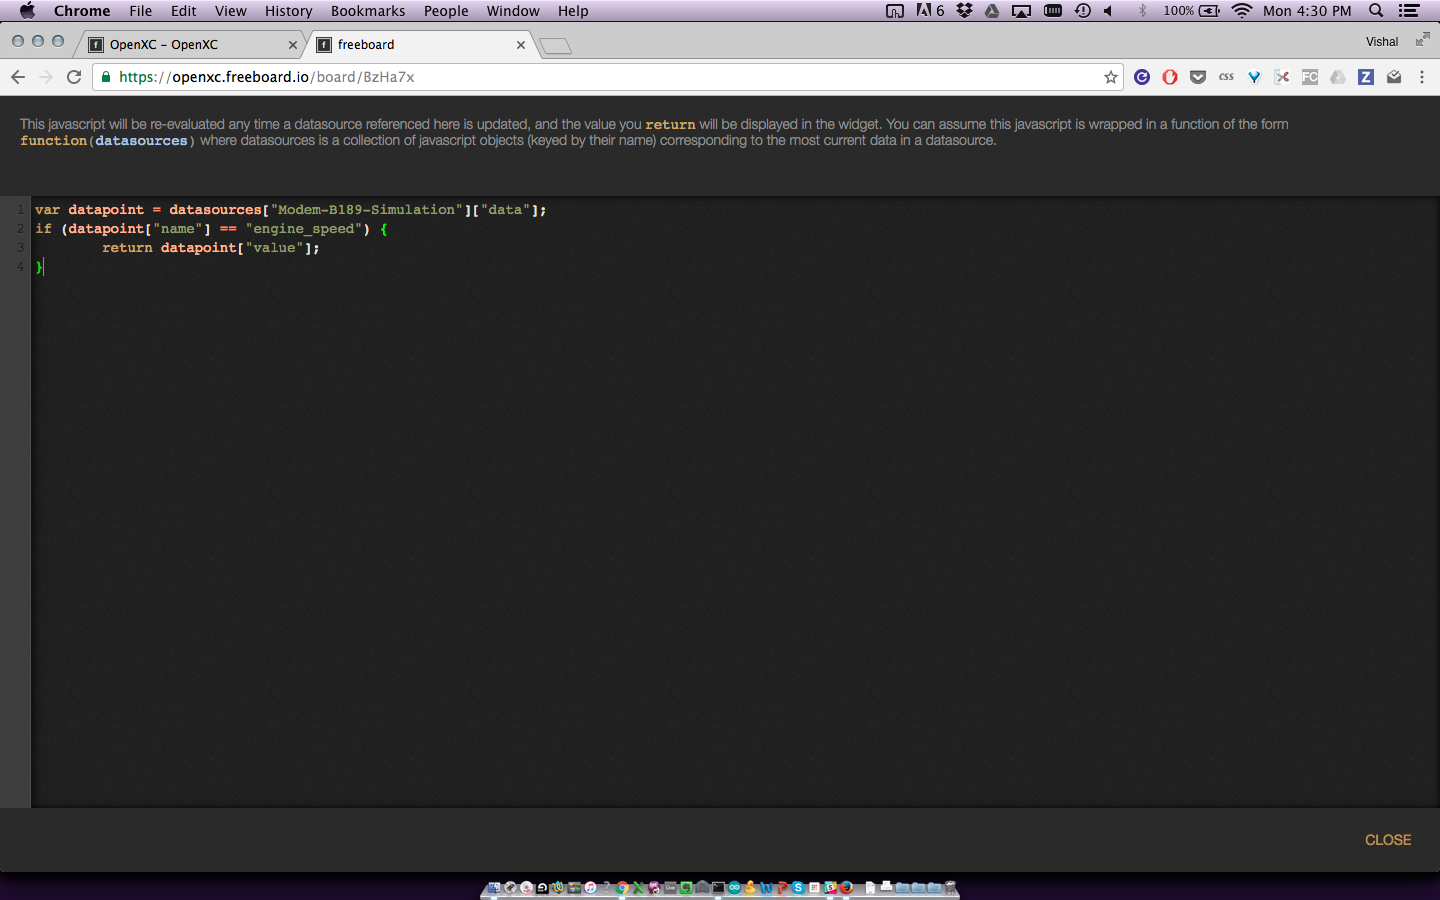 Chrome File Edit View History Bookmarks People Window Help 6 100% Mon 4:30 PM
OpenXC - OpenXC freeboard Vishal
https://openxc.freeboard.io/board/BzHa7x css FC Z
This javascript will be re-evaluated any time a datasource referenced here is updated, and the value you return will be displayed in the widget. You can assume this javascript is wrapped in a function of the form
function(datasources) where datasources is a collection of javascript objects (keyed by their name) corresponding to the most current data in a datasource.
1 var datapoint = datasources["Modem-B189-Simulation"]["data"];
2 if (datapoint["name"] == "engine_speed") {
3 return datapoint["value"];
4 }
CLOSE